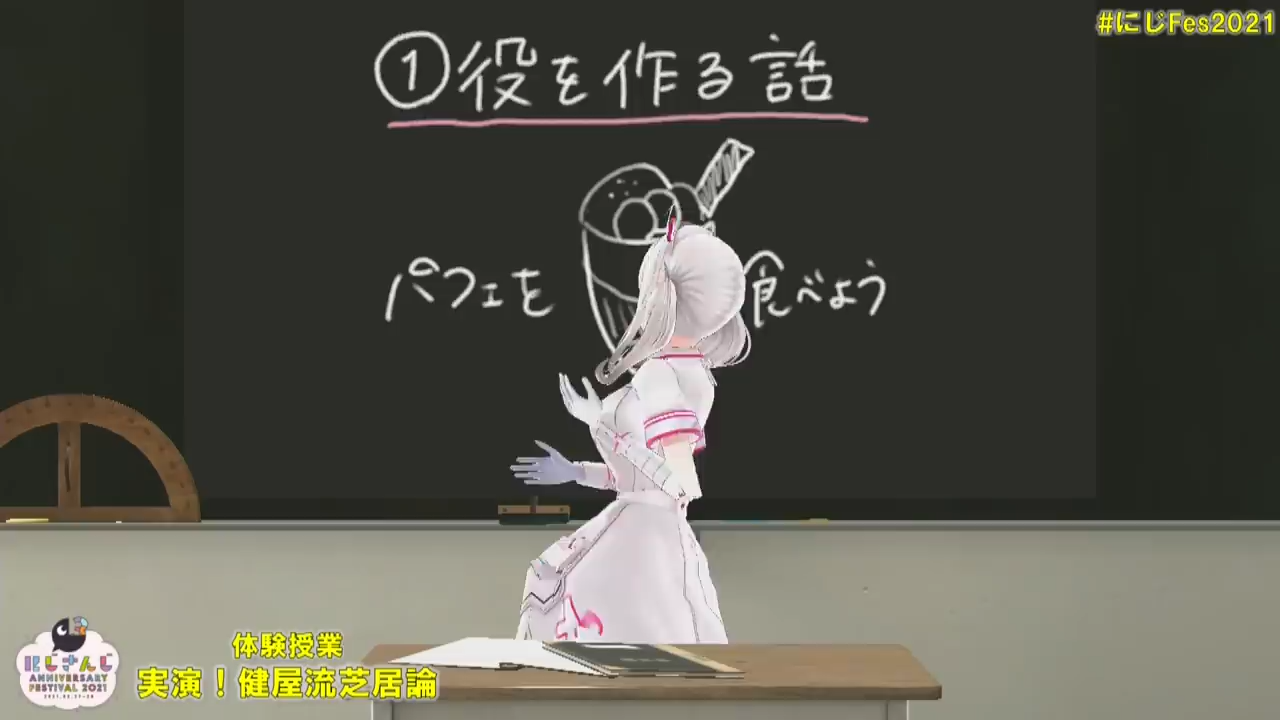 #にじFes2021
①役を作る話
パフェを
食べよう
にじさんじ
ANNIVERSARY
FESTIVAL 2021
体験授業
実演！健屋流芝居論